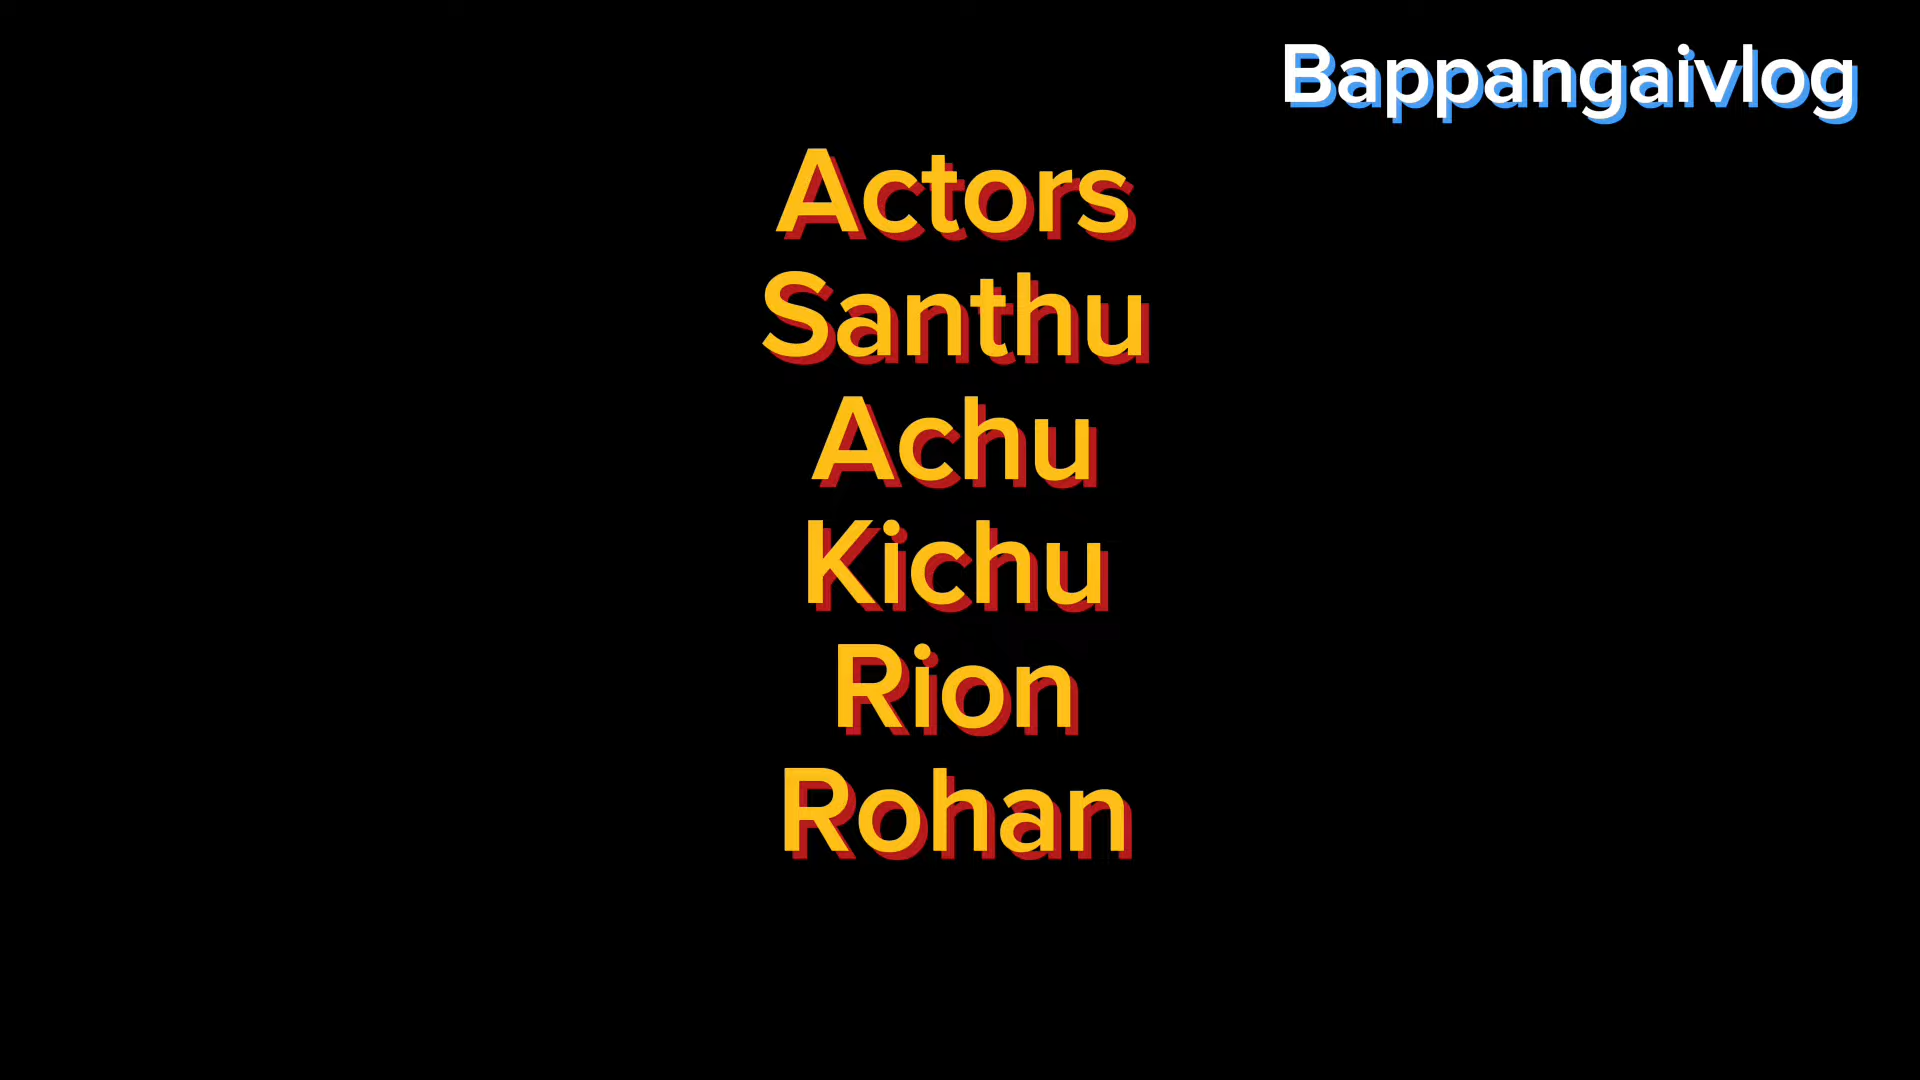 Bappangaivlog
Actors
Santhu
Achu
Kichu
Rion
Rohan